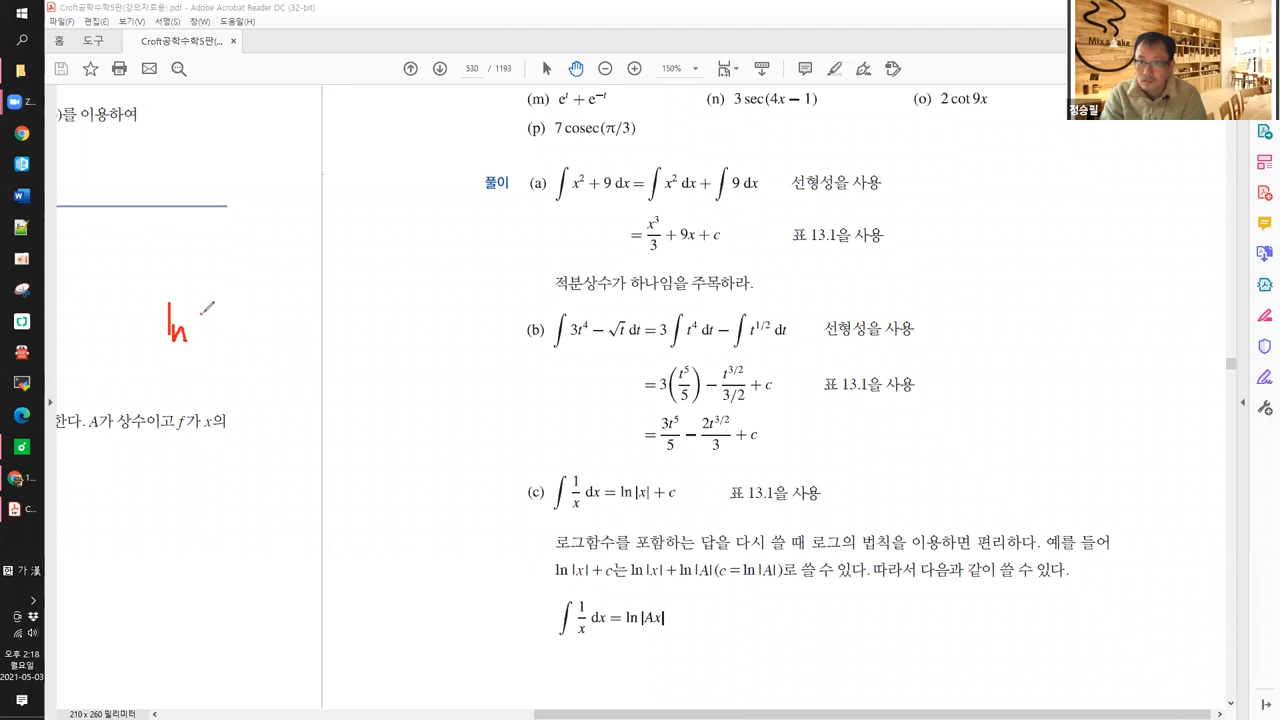 Croft공학수학5판(강의자료용).pdf - Adobe Acrobat Reader DC (32-bit)
파일(F) 편집(E) 보기(V) 서명(S) 창(W) 도움말(H)
홈 도구 Croft공학수학5판(... ×
530 / 1193 150%
Mix&Bake
정승필
)를 이용하여
(m) eᵗ + e⁻ᵗ (n) 3 sec(4x − 1) (o) 2 cot 9x
(p) 7 cosec(π/3)
풀이 (a) ∫ x² + 9 dx = ∫ x² dx + ∫ 9 dx 선형성을 사용
= x³/3 + 9x + c 표 13.1을 사용
적분상수가 하나임을 주목하라.
ln
(b) ∫ 3t⁴ − √t dt = 3 ∫ t⁴ dt − ∫ t^{1/2} dt 선형성을 사용
= 3(t⁵/5) − t^{3/2}/(3/2) + c 표 13.1을 사용
한다. A가 상수이고 f가 x의
= 3t⁵/5 − 2t^{3/2}/3 + c
(c) ∫ 1/x dx = ln |x| + c 표 13.1을 사용
로그함수를 포함하는 답을 다시 쓸 때 로그의 법칙을 이용하면 편리하다. 예를 들어
ln |x| + c는 ln |x| + ln |A|(c = ln |A|)로 쓸 수 있다. 따라서 다음과 같이 쓸 수 있다.
∫ 1/x dx = ln |Ax|
한 가 漢
오후 2:18
월요일
2021-05-03
210 x 260 밀리미터